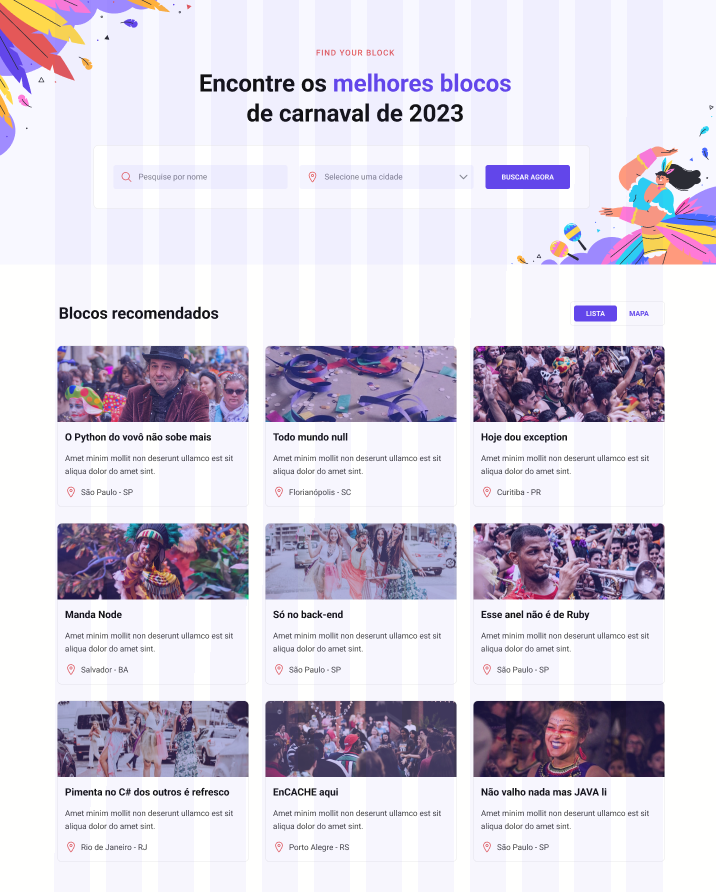 FIND YOUR BLOCK
Encontre os melhores blocos
de carnaval de 2023
Pesquise por nome
Selecione uma cidade
BUSCAR AGORA
Blocos recomendados
LISTA
MAPA
O Python do vovô não sobe mais
Amet minim mollit non deserunt ullamco est sit
aliqua dolor do amet sint.
São Paulo - SP
Todo mundo null
Amet minim mollit non deserunt ullamco est sit
aliqua dolor do amet sint.
Florianópolis - SC
Hoje dou exception
Amet minim mollit non deserunt ullamco est sit
aliqua dolor do amet sint.
Curitiba - PR
Manda Node
Amet minim mollit non deserunt ullamco est sit
aliqua dolor do amet sint.
Salvador - BA
Só no back-end
Amet minim mollit non deserunt ullamco est sit
aliqua dolor do amet sint.
São Paulo - SP
Esse anel não é de Ruby
Amet minim mollit non deserunt ullamco est sit
aliqua dolor do amet sint.
São Paulo - SP
Pimenta no C# dos outros é refresco
Amet minim mollit non deserunt ullamco est sit
aliqua dolor do amet sint.
Rio de Janeiro - RJ
EnCACHE aqui
Amet minim mollit non deserunt ullamco est sit
aliqua dolor do amet sint.
Porto Alegre - RS
Não valho nada mas JAVA li
Amet minim mollit non deserunt ullamco est sit
aliqua dolor do amet sint.
São Paulo - SP